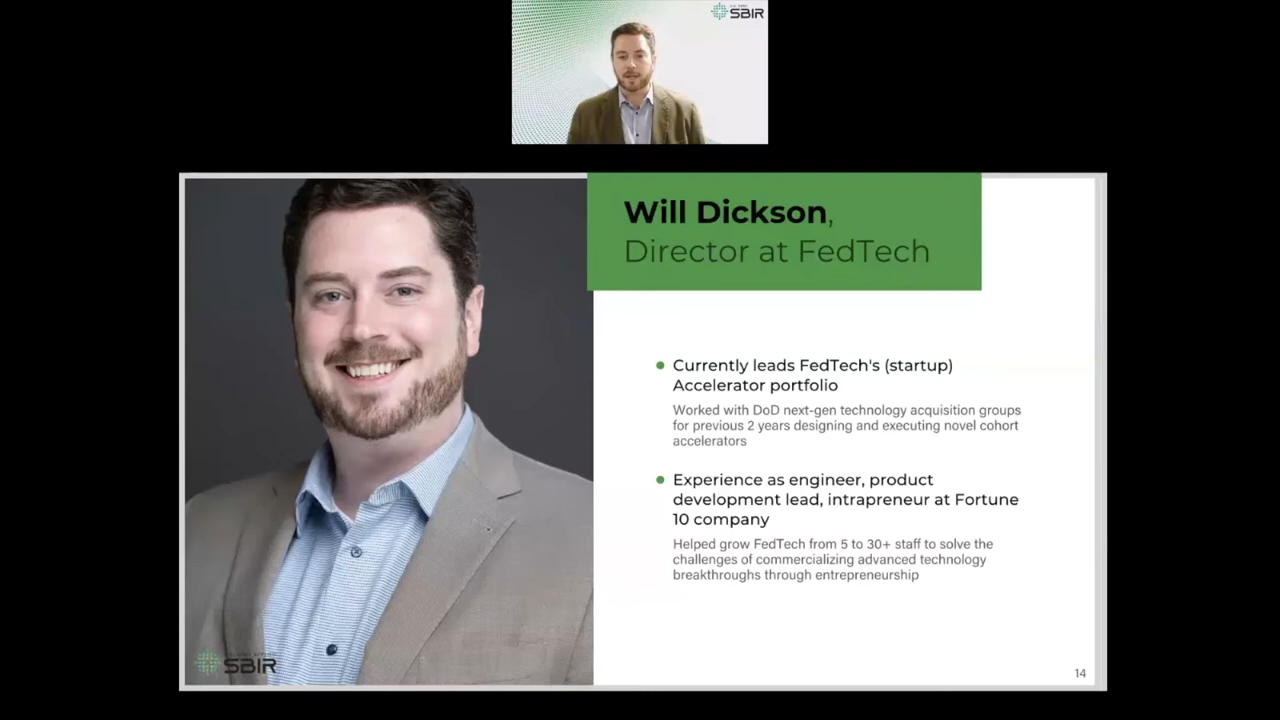 SBIR
Will Dickson,
Director at FedTech
Currently leads FedTech's (startup)
Accelerator portfolio
Worked with DoD next-gen technology acquisition groups
for previous 2 years designing and executing novel cohort
accelerators
Experience as engineer, product
development lead, intrapreneur at Fortune
10 company
Helped grow FedTech from 5 to 30+ staff to solve the
challenges of commercializing advanced technology
breakthroughs through entrepreneurship
SBIR
14